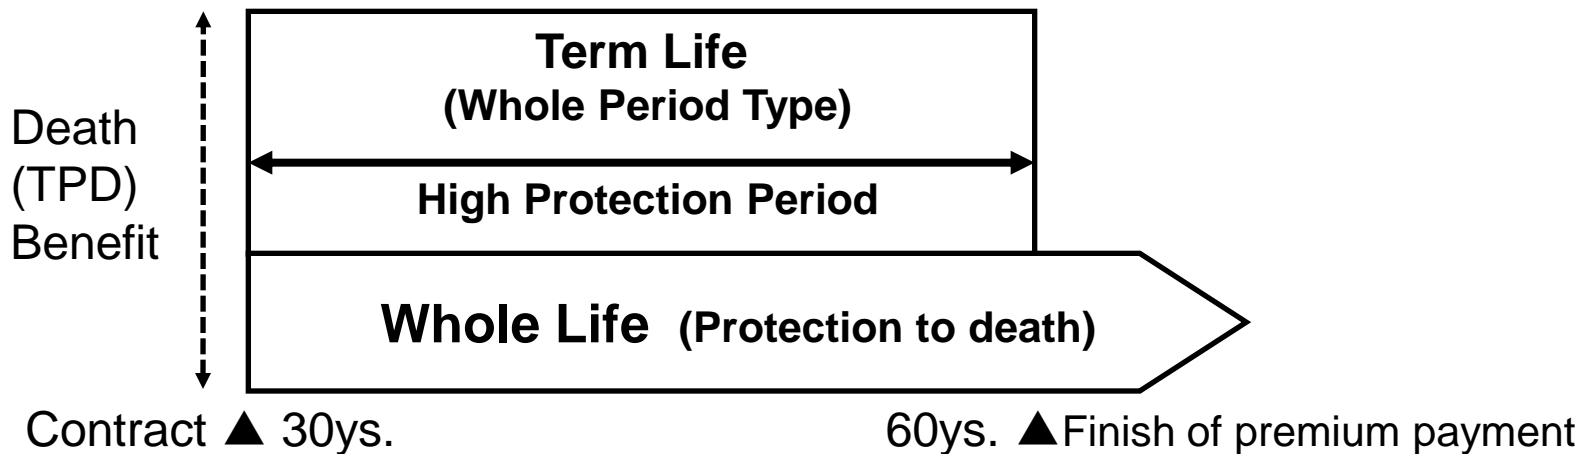 Term Life
(Whole Period Type)
Death
(TPD)
Benefit
High Protection Period
Whole Life (Protection to death)
Contract ▲ 30ys.
60ys. ▲Finish of premium payment